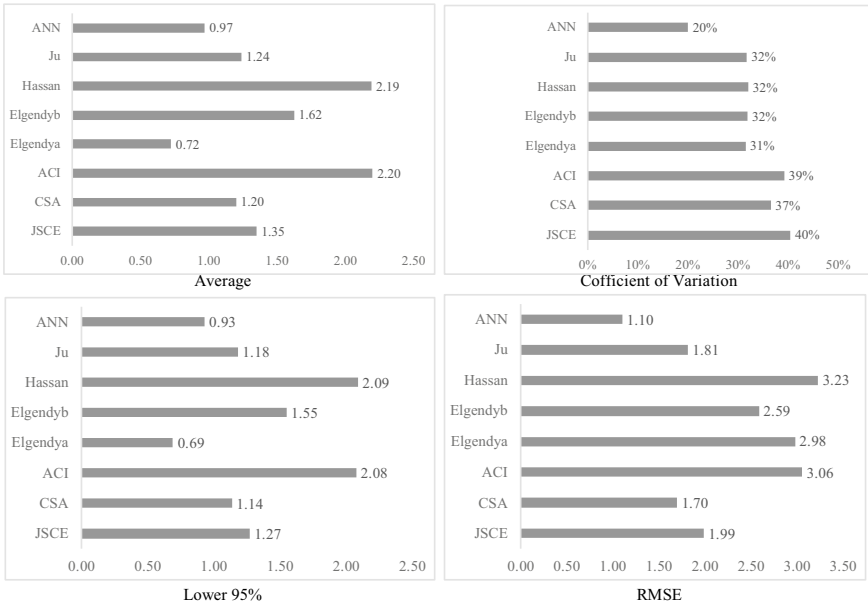 ANN 0.97
Ju 1.24
Hassan 2.19
Elgendyb 1.62
Elgendya 0.72
ACI 2.20
CSA 1.20
JSCE 1.35
0.00 0.50 1.00 1.50 2.00 2.50
Average
ANN 20%
Ju 32%
Hassan 32%
Elgendyb 32%
Elgendya 31%
ACI 39%
CSA 37%
JSCE 40%
0% 10% 20% 30% 40% 50%
Cofficient of Variation
ANN 0.93
Ju 1.18
Hassan 2.09
Elgendyb 1.55
Elgendya 0.69
ACI 2.08
CSA 1.14
JSCE 1.27
0.00 0.50 1.00 1.50 2.00 2.50
Lower 95%
ANN 1.10
Ju 1.81
Hassan 3.23
Elgendyb 2.59
Elgendya 2.98
ACI 3.06
CSA 1.70
JSCE 1.99
0.00 0.50 1.00 1.50 2.00 2.50 3.00 3.50
RMSE